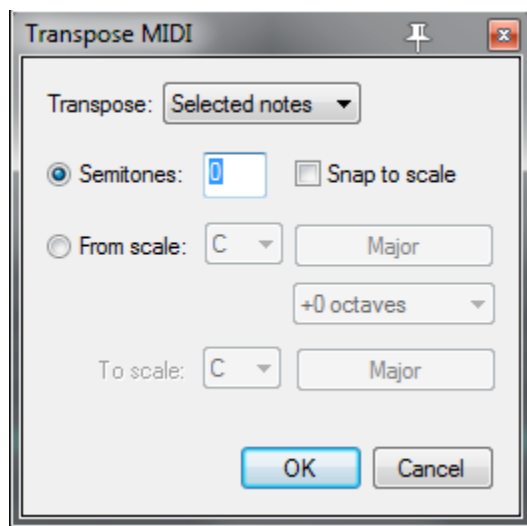 Transpose MIDI
Transpose: Selected notes
Semitones: 0 Snap to scale
From scale: C Major
+0 octaves
To scale: C Major
OK Cancel